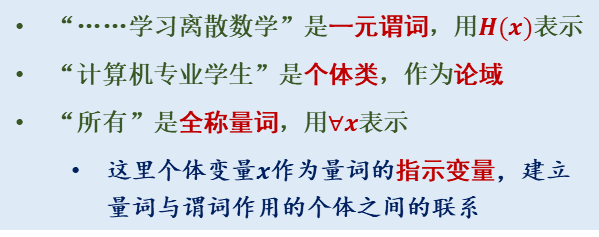 • “……学习离散数学”是一元谓词，用H(x)表示
• “计算机专业学生”是个体类，作为论域
• “所有”是全称量词，用∀x表示
• 这里个体变量x作为量词的指示变量，建立
量词与谓词作用的个体之间的联系